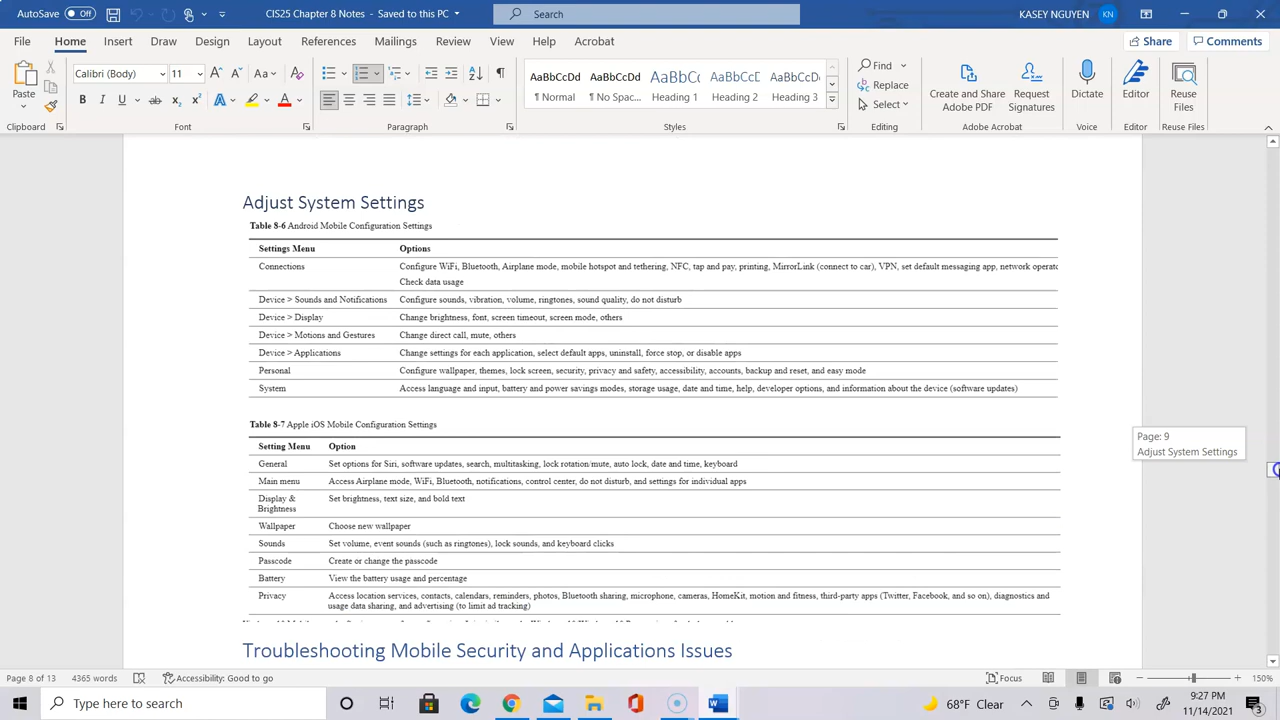 AutoSave Off CIS25 Chapter 8 - Mobile Devices - Saved to this PC Search KASEY NGUYEN KN
File Home Insert Draw Design Layout References Mailings Review View Help Acrobat Share Comments
Calibri (Body) 11 Aa
Paste
B I U ab x₂ x² A A
AaBbCcDd AaBbCcDd AaBbCc AaBbCcD AaBbCcD
¶ Normal ¶ No Spac... Heading 1 Heading 2 Heading 3
Find
Replace
Select
Create and Share Adobe PDF
Request Signatures
Dictate
Editor
Reuse Files
Clipboard Font Paragraph Styles Editing Adobe Acrobat Voice Editor Reuse Files
Adjust System Settings
Table 8-6 Android Mobile Configuration Settings
Settings Menu Options
Connections Configure WiFi, Bluetooth, Airplane mode, mobile hotspot and tethering, NFC, tap and pay, printing, MirrorLink (connect to car), VPN, set default messaging app, network operato
Check data usage
Device > Sounds and Notifications Configure sounds, vibration, volume, ringtones, sound quality, do not disturb
Device > Display Change brightness, font, screen timeout, screen mode, others
Device > Motions and Gestures Change direct call, mute, others
Device > Applications Change settings for each application, select default apps, uninstall, force stop, or disable apps
Personal Configure wallpaper, themes, lock screen, security, privacy and safety, accessibility, accounts, backup and reset, and easy mode
System Access language and input, battery and power savings modes, storage usage, date and time, help, developer options, and information about the device (software updates)
Table 8-7 Apple iOS Mobile Configuration Settings
Setting Menu Option
General Set options for Siri, software updates, search, multitasking, lock rotation/mute, auto lock, date and time, keyboard
Main menu Access Airplane mode, WiFi, Bluetooth, notifications, control center, do not disturb, and settings for individual apps
Display & Brightness Set brightness, text size, and bold text
Wallpaper Choose new wallpaper
Sounds Set volume, event sounds (such as ringtones), lock sounds, and keyboard clicks
Passcode Create or change the passcode
Battery View the battery usage and percentage
Privacy Access location services, contacts, calendars, reminders, photos, Bluetooth sharing, microphone, cameras, HomeKit, motion and fitness, third-party apps (Twitter, Facebook, and so on), diagnostics and
usage data sharing, and advertising (to limit ad tracking)
Troubleshooting Mobile Security and Applications Issues
Page: 9
Adjust System Settings
Page 8 of 13 4365 words Accessibility: Good to go Focus 150%
Type here to search 68°F Clear 9:27 PM
11/14/2021
3